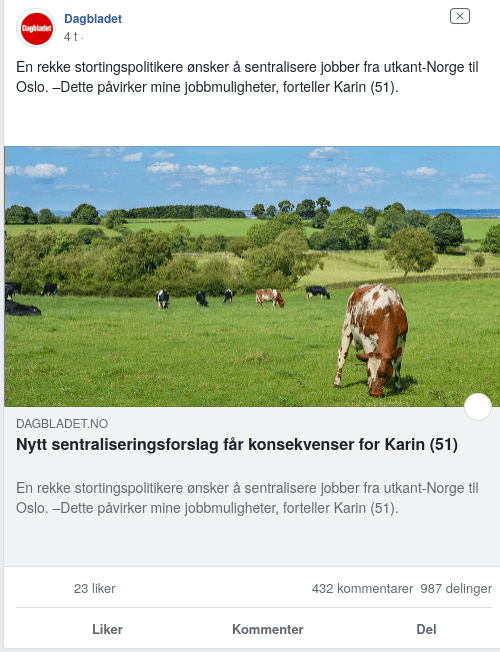 Dagbladet
Dagbladet
4 t ·
En rekke stortingspolitikere ønsker å sentralisere jobber fra utkant-Norge til
Oslo. –Dette påvirker mine jobbmuligheter, forteller Karin (51).
DAGBLADET.NO
Nytt sentraliseringsforslag får konsekvenser for Karin (51)
En rekke stortingspolitikere ønsker å sentralisere jobber fra utkant-Norge til
Oslo. –Dette påvirker mine jobbmuligheter, forteller Karin (51).
23 liker 432 kommentarer 987 delinger
Liker Kommenter Del